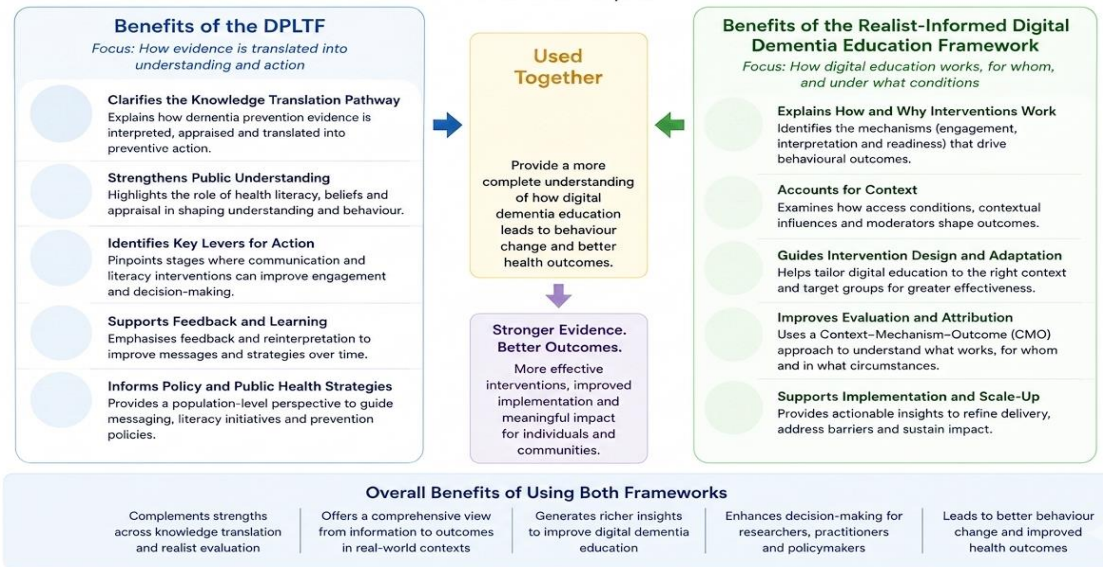 Benefits of the DPLTF
Focus: How evidence is translated into
understanding and action
Clarifies the Knowledge Translation Pathway
Explains how dementia prevention evidence is
interpreted, appraised and translated into
preventive action.
Strengthens Public Understanding
Highlights the role of health literacy, beliefs and
appraisal in shaping understanding and behaviour.
Identifies Key Levers for Action
Pinpoints stages where communication and
literacy interventions can improve engagement
and decision-making.
Supports Feedback and Learning
Emphasises feedback and reinterpretation to
improve messages and strategies over time.
Informs Policy and Public Health Strategies
Provides a population-level perspective to guide
messaging, literacy initiatives and prevention
policies.
Used
Together
Provide a more
complete understanding
of how digital
dementia education
leads to behaviour
change and better
health outcomes.
Stronger Evidence.
Better Outcomes.
More effective
interventions, improved
implementation and
meaningful impact
for individuals and
communities.
Benefits of the Realist-Informed Digital
Dementia Education Framework
Focus: How digital education works, for whom,
and under what conditions
Explains How and Why Interventions Work
Identifies the mechanisms (engagement,
interpretation and readiness) that drive
behavioural outcomes.
Accounts for Context
Examines how access conditions, contextual
influences and moderators shape outcomes.
Guides Intervention Design and Adaptation
Helps tailor digital education to the right context
and target groups for greater effectiveness.
Improves Evaluation and Attribution
Uses a Context–Mechanism–Outcome (CMO)
approach to understand what works, for whom
and in what circumstances.
Supports Implementation and Scale-Up
Provides actionable insights to refine delivery,
address barriers and sustain impact.
Overall Benefits of Using Both Frameworks
Complements strengths
across knowledge translation
and realist evaluation
Offers a comprehensive view
from information to outcomes
in real-world contexts
Generates richer insights
to improve digital dementia
education
Enhances decision-making for
researchers, practitioners
and policymakers
Leads to better behaviour
change and improved
health outcomes